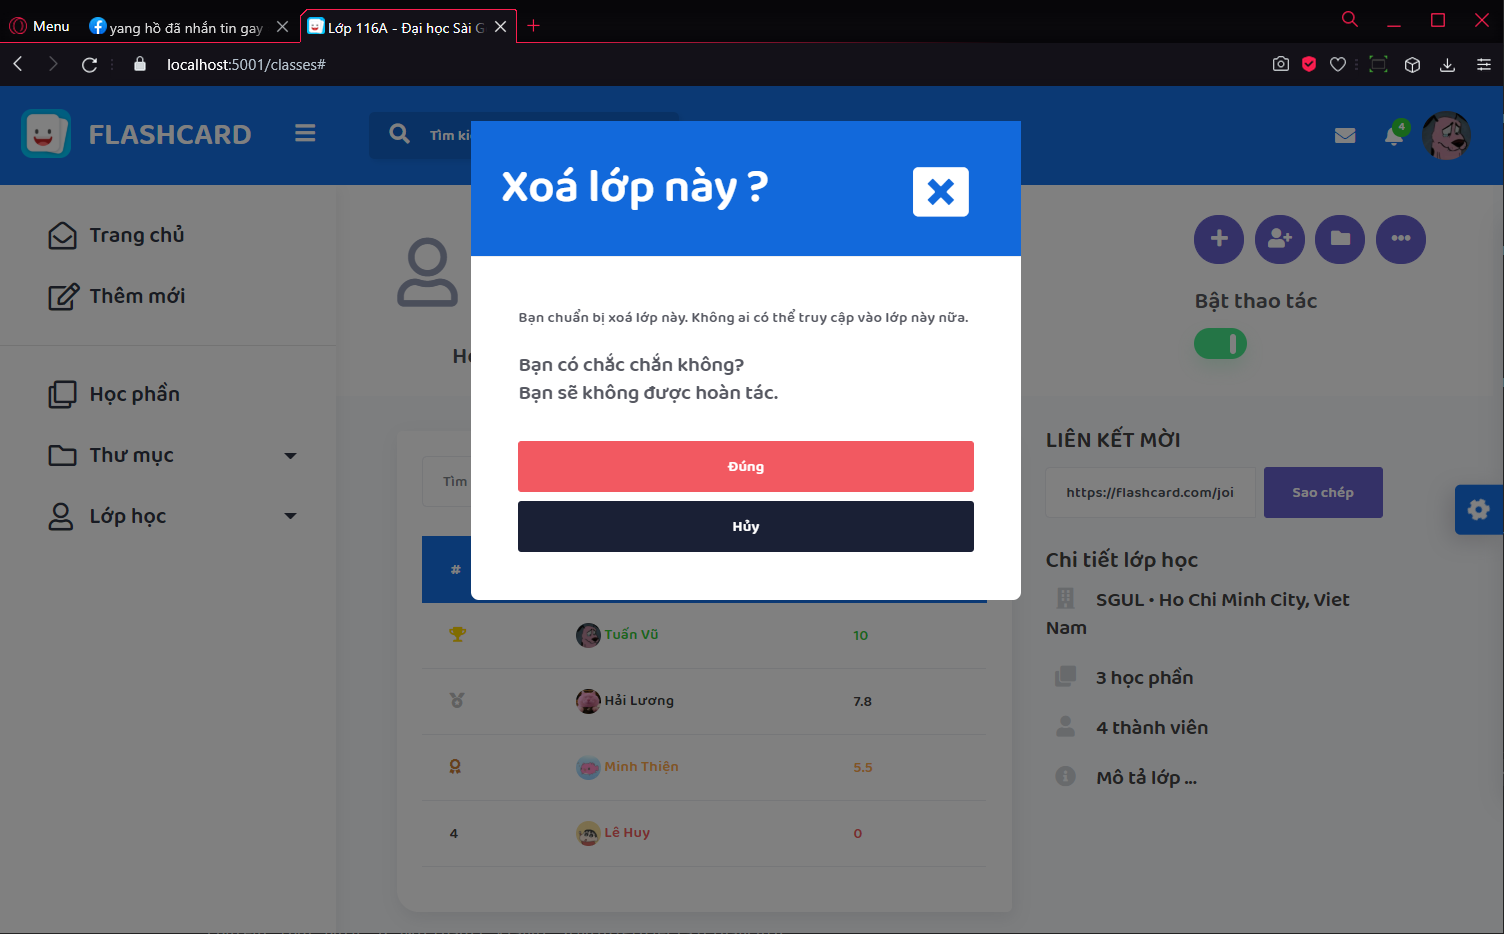 Menu
yang hồ đã nhắn tin gay
Lớp 116A - Đại học Sài G
localhost:5001/classes#
FLASHCARD
Tìm
4
Xoá lớp này ?
Trang chủ
Thêm mới
Học phần
Thư mục
Lớp học
Bạn chuẩn bị xoá lớp này. Không ai có thể truy cập vào lớp này nữa.
Bạn có chắc chắn không?
Bạn sẽ không được hoàn tác.
Đúng
Hủy
Bật thao tác
Tìm
#
Tuấn Vũ 10
Hải Lương 7.8
Minh Thiện 5.5
4 Lê Huy 0
LIÊN KẾT MỜI
https://flashcard.com/joi
Sao chép
Chi tiết lớp học
SGUL • Ho Chi Minh City, Viet
Nam
3 học phần
4 thành viên
Mô tả lớp ...